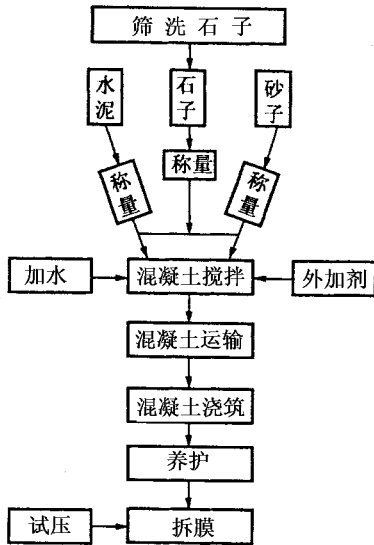 筛洗石子
水泥
石子
砂子
称量
称量
称量
加水
混凝土搅拌
外加剂
混凝土运输
混凝土浇筑
养护
试压
拆膜